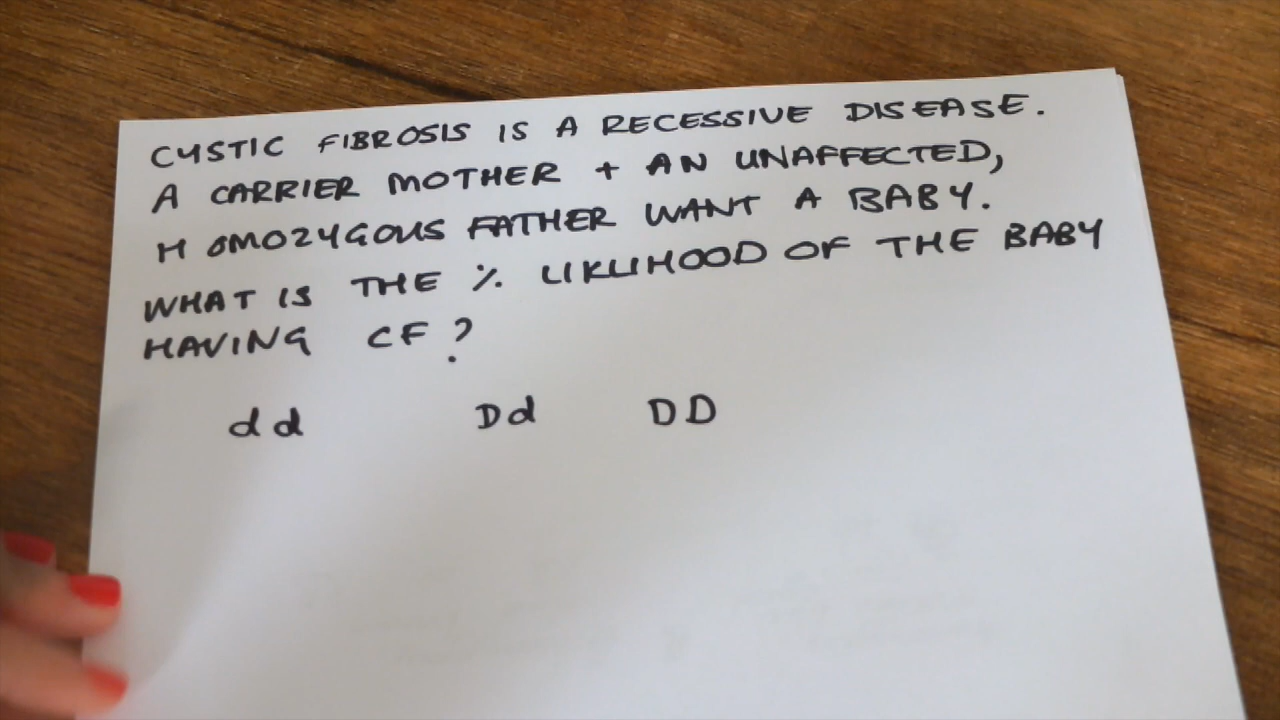 CYSTIC FIBROSIS IS A RECESSIVE DISEASE.
A CARRIER MOTHER + AN UNAFFECTED,
HOMOZYGOUS FATHER WANT A BABY.
WHAT IS THE % LIKLIHOOD OF THE BABY
HAVING CF?
dd Dd DD